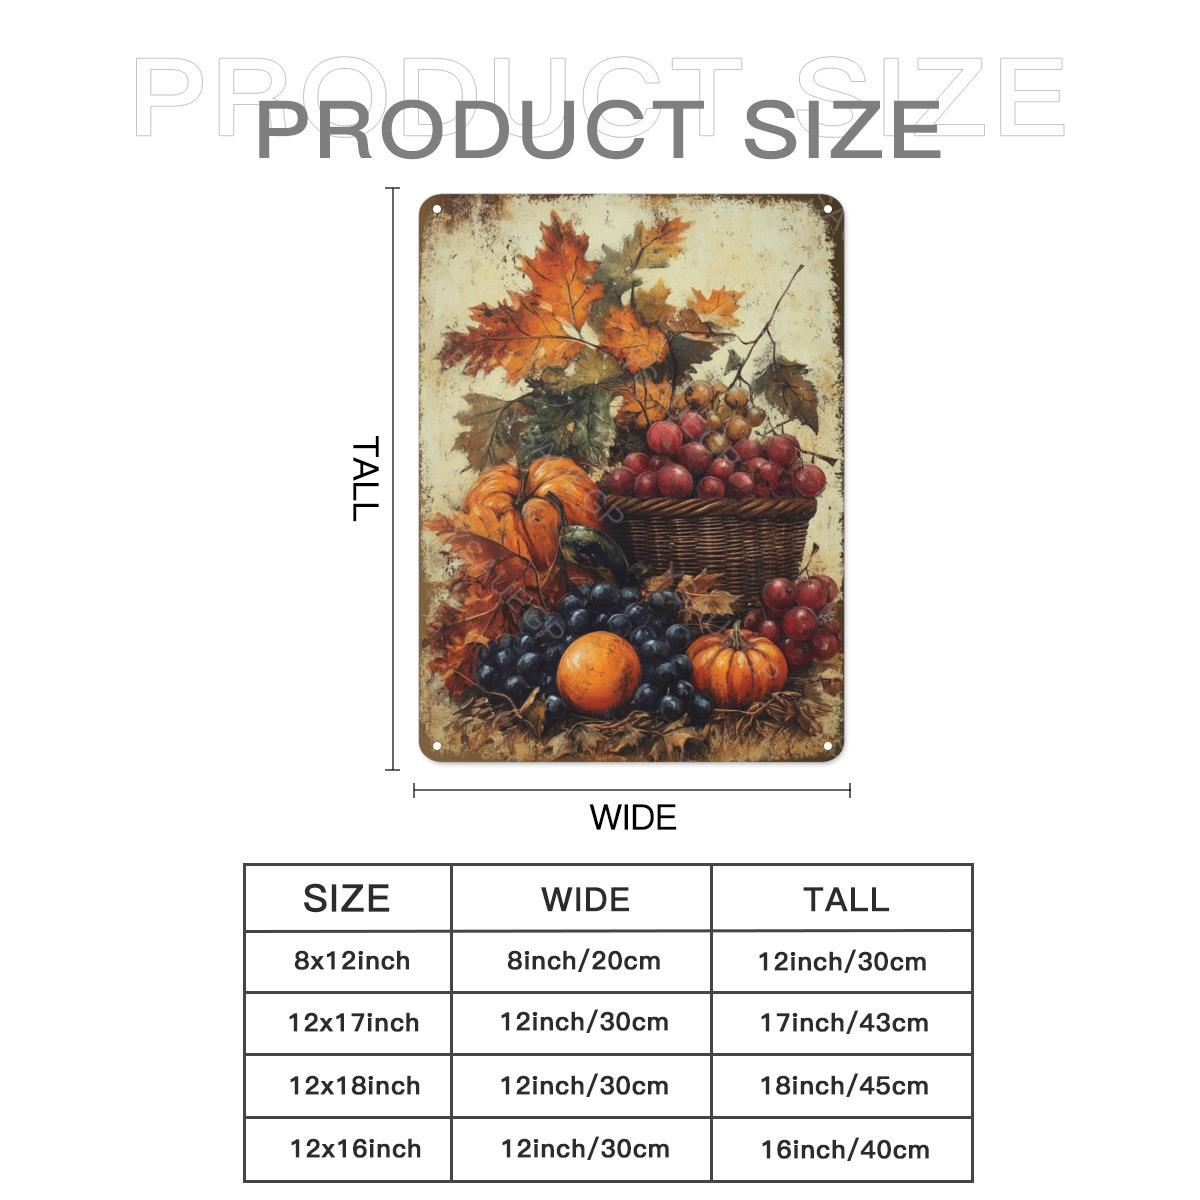 PRODUCT SIZE
PRODUCT SIZE
TALL
WIDE
SIZE WIDE TALL
8x12inch 8inch/20cm 12inch/30cm
12x17inch 12inch/30cm 17inch/43cm
12x18inch 12inch/30cm 18inch/45cm
12x16inch 12inch/30cm 16inch/40cm